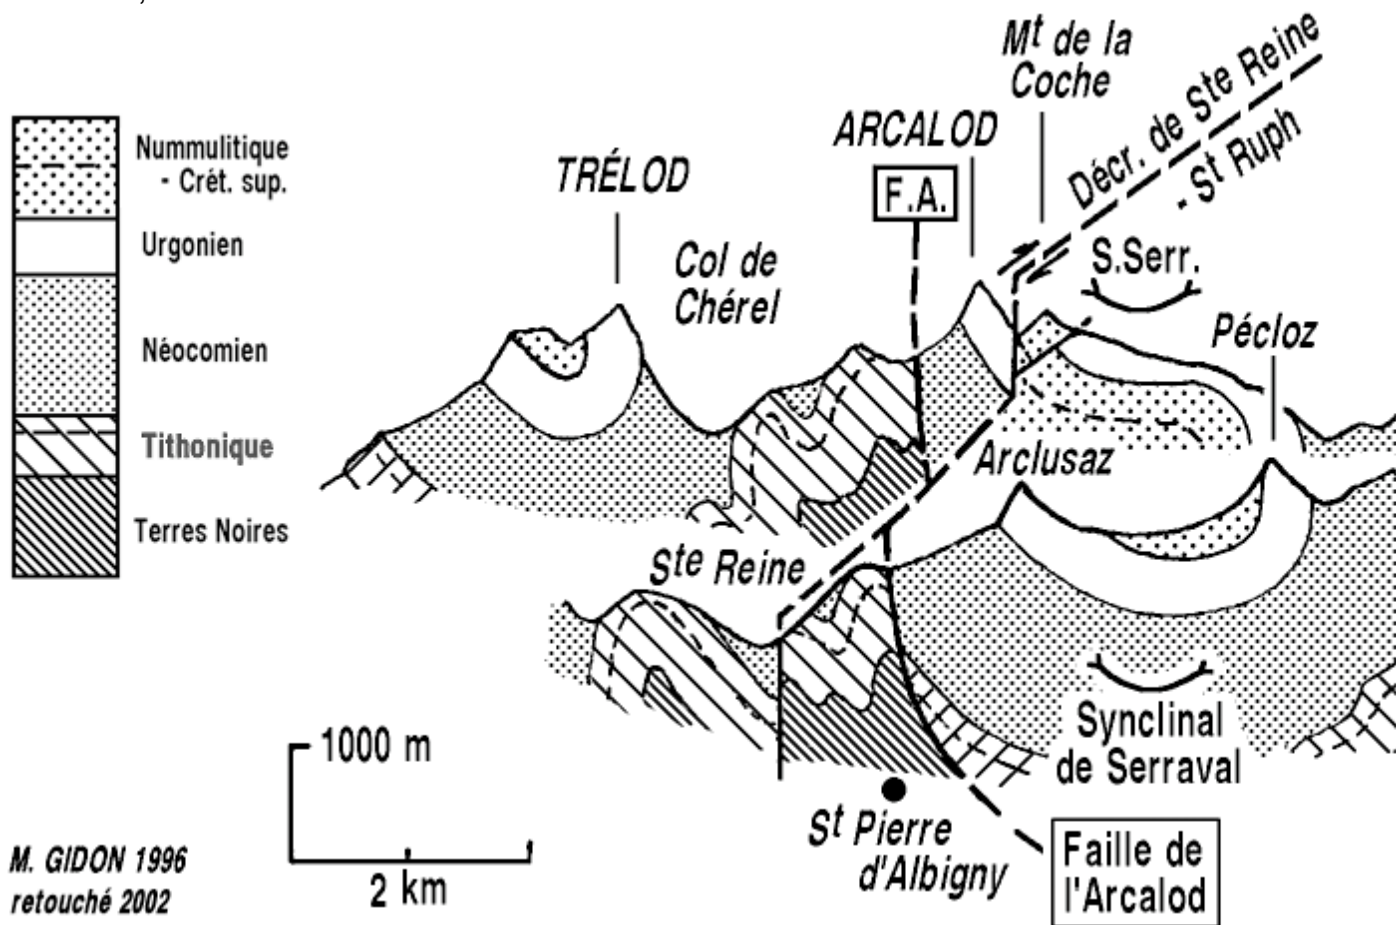 Nummulitique
- Crét. sup.
Urgonien
Néocomien
Tithonique
Terres Noires
TRÉLOD
Col de
Chérel
ARCALOD
F.A.
Mt de la
Coche
Décr. de Ste Reine
- St Ruph
S.Serr.
Pécloz
Arclusaz
Ste Reine
Synclinal
de Serraval
St Pierre
d'Albigny
Faille de
l'Arcalod
1000 m
2 km
M. GIDON 1996
retouché 2002